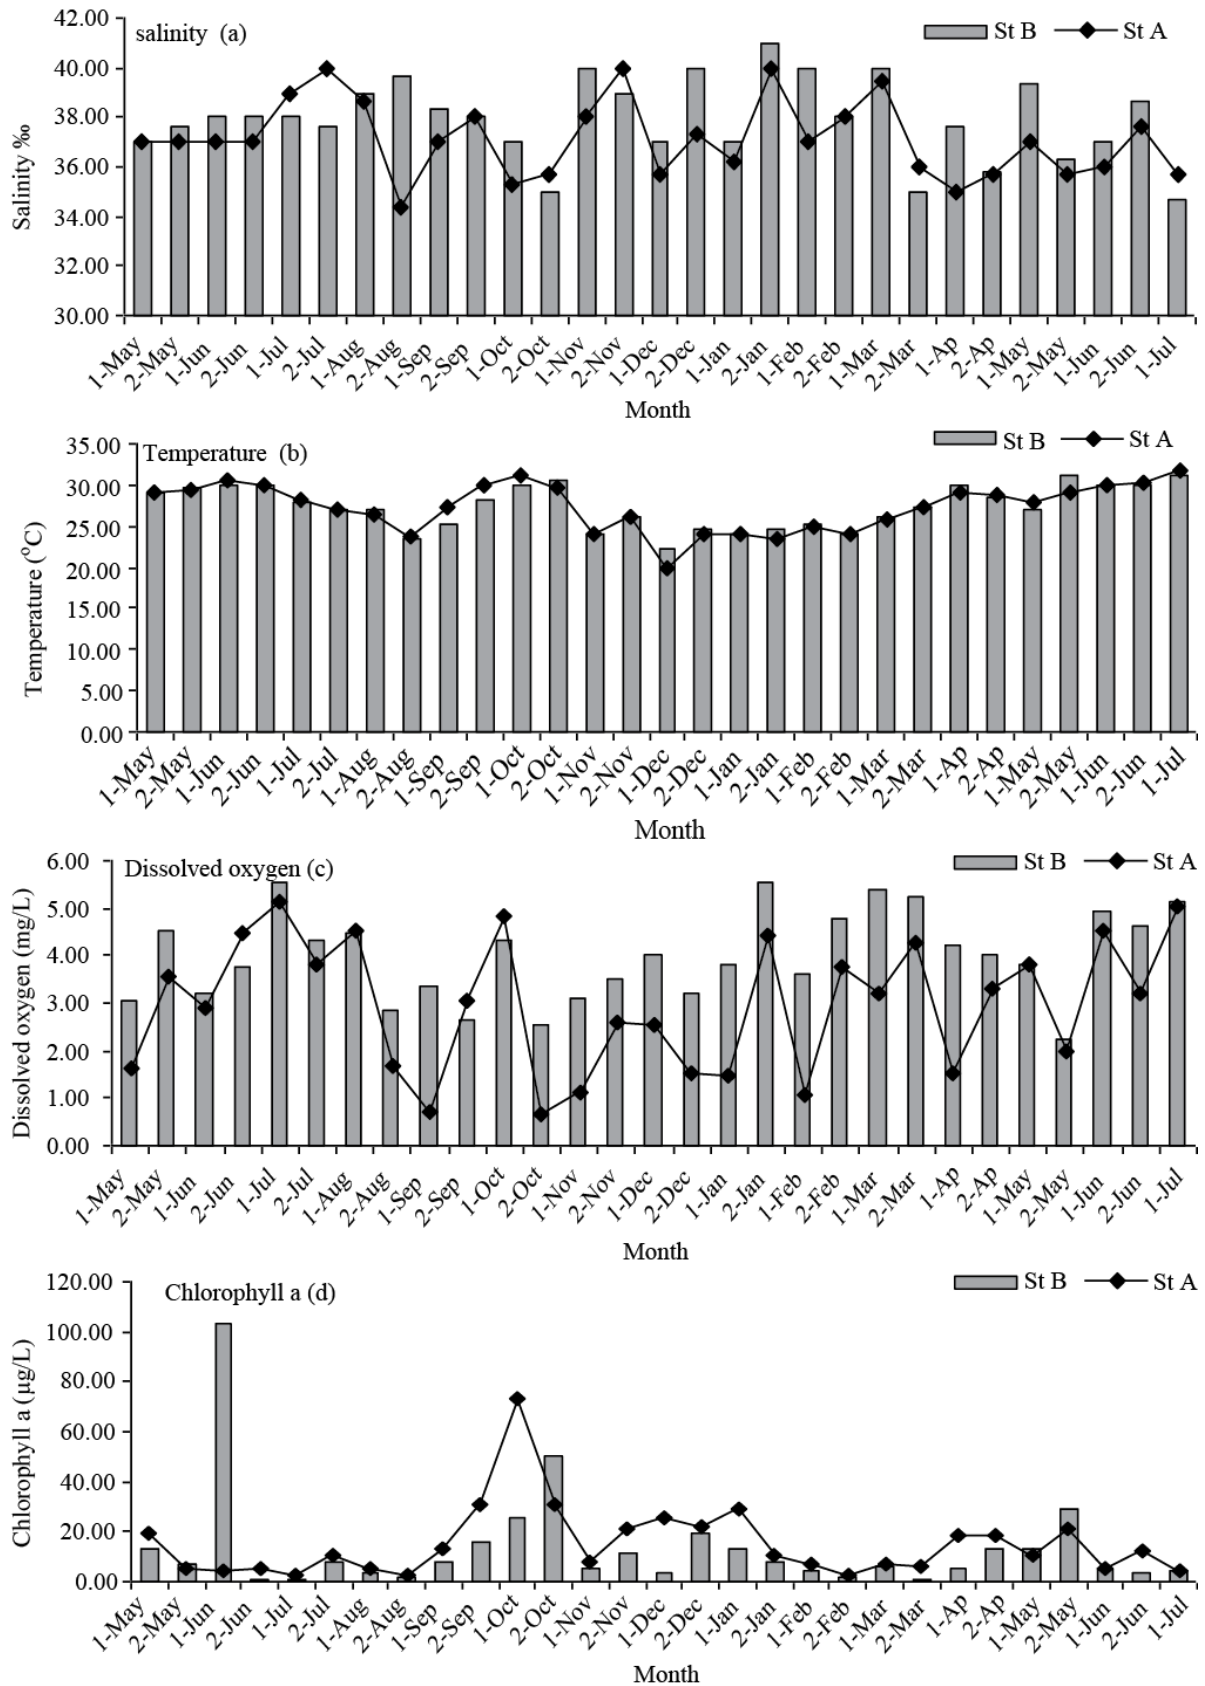 salinity (a)
St B
St A
42.00
40.00
38.00
36.00
34.00
32.00
30.00
Salinity ‰
1-May
2-May
1-Jun
2-Jun
1-Jul
2-Jul
1-Aug
2-Aug
1-Sep
2-Sep
1-Oct
2-Oct
1-Nov
2-Nov
1-Dec
2-Dec
1-Jan
2-Jan
1-Feb
2-Feb
1-Mar
2-Mar
1-Ap
2-Ap
1-May
2-May
1-Jun
2-Jun
1-Jul
Month
Temperature (b)
St B
St A
35.00
30.00
25.00
20.00
15.00
10.00
5.00
0.00
Temperature (°C)
1-May
2-May
1-Jun
2-Jun
1-Jul
2-Jul
1-Aug
2-Aug
1-Sep
2-Sep
1-Oct
2-Oct
1-Nov
2-Nov
1-Dec
2-Dec
1-Jan
2-Jan
1-Feb
2-Feb
1-Mar
2-Mar
1-Ap
2-Ap
1-May
2-May
1-Jun
2-Jun
1-Jul
Month
Dissolved oxygen (c)
St B
St A
6.00
5.00
4.00
3.00
2.00
1.00
0.00
Dissolved oxygen (mg/L)
1-May
2-May
1-Jun
2-Jun
1-Jul
2-Jul
1-Aug
2-Aug
1-Sep
2-Sep
1-Oct
2-Oct
1-Nov
2-Nov
1-Dec
2-Dec
1-Jan
2-Jan
1-Feb
2-Feb
1-Mar
2-Mar
1-Ap
2-Ap
1-May
2-May
1-Jun
2-Jun
1-Jul
Month
Chlorophyll a (d)
St B
St A
120.00
100.00
80.00
60.00
40.00
20.00
0.00
Chlorophyll a (µg/L)
1-May
2-May
1-Jun
2-Jun
1-Jul
2-Jul
1-Aug
2-Aug
1-Sep
2-Sep
1-Oct
2-Oct
1-Nov
2-Nov
1-Dec
2-Dec
1-Jan
2-Jan
1-Feb
2-Feb
1-Mar
2-Mar
1-Ap
2-Ap
1-May
2-May
1-Jun
2-Jun
1-Jul
Month